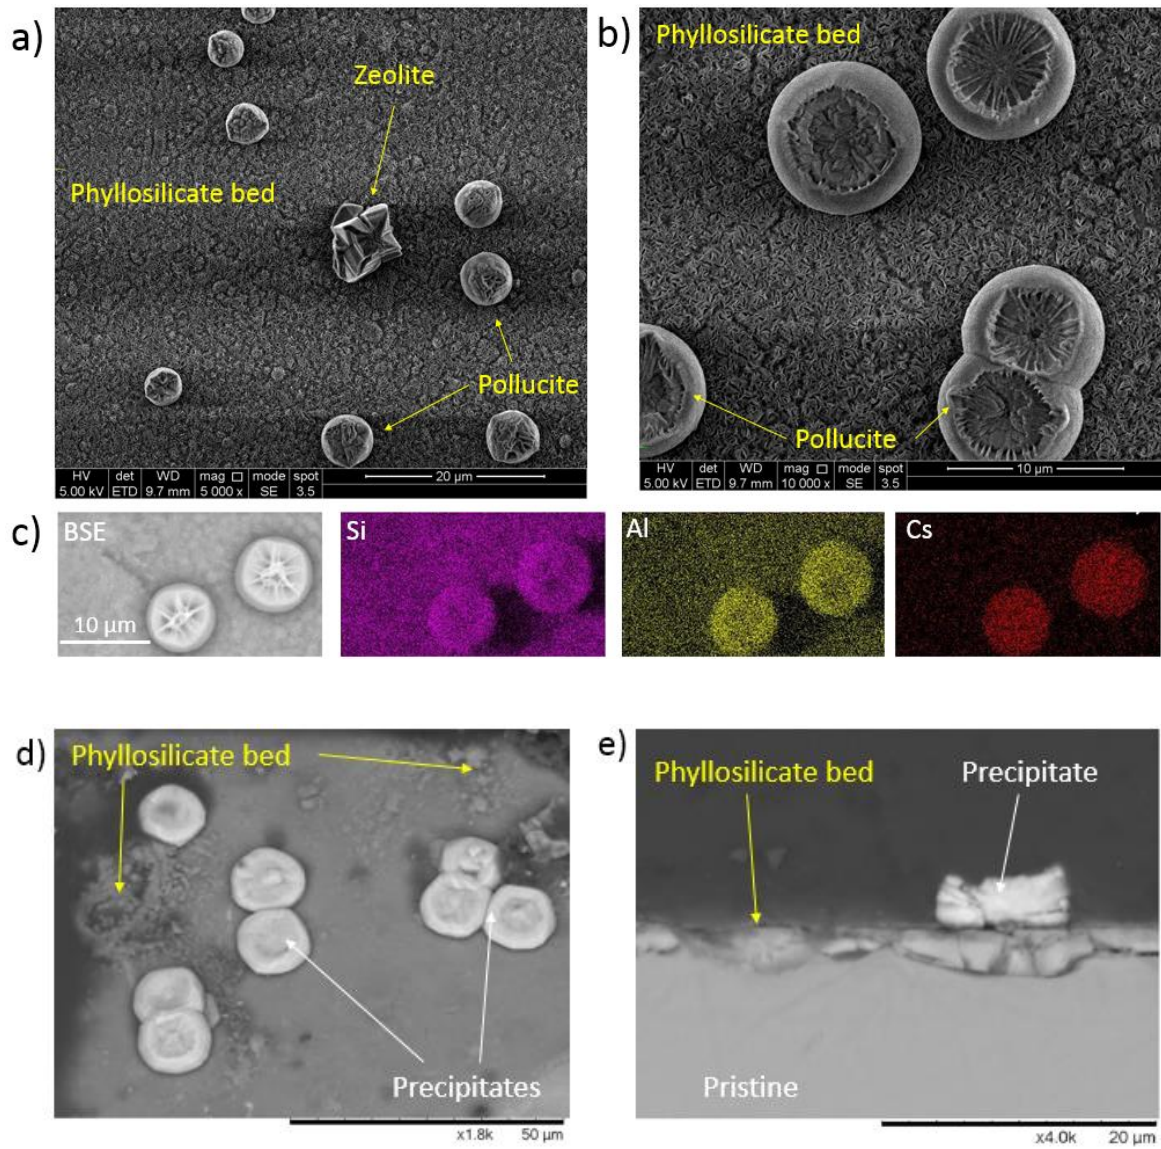 a)
Zeolite
Phyllosilicate bed
Pollucite
HV det WD mag □ mode spot
5.00 kV ETD 9.7 mm 5 000 x SE 3.5
20 µm
b)
Phyllosilicate bed
Pollucite
HV det WD mag □ mode spot
5.00 kV ETD 9.7 mm 10 000 x SE 3.5
10 µm
c)
BSE
10 µm
Si
Al
Cs
d)
Phyllosilicate bed
Precipitates
x1.8k 50 µm
e)
Phyllosilicate bed
Precipitate
Pristine
x4.0k 20 µm